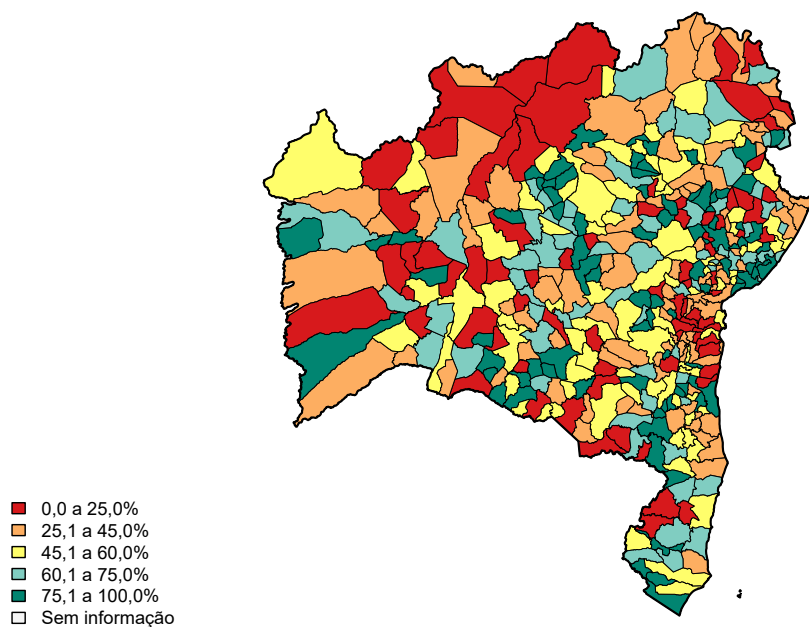 0,0 a 25,0%
25,1 a 45,0%
45,1 a 60,0%
60,1 a 75,0%
75,1 a 100,0%
Sem informação